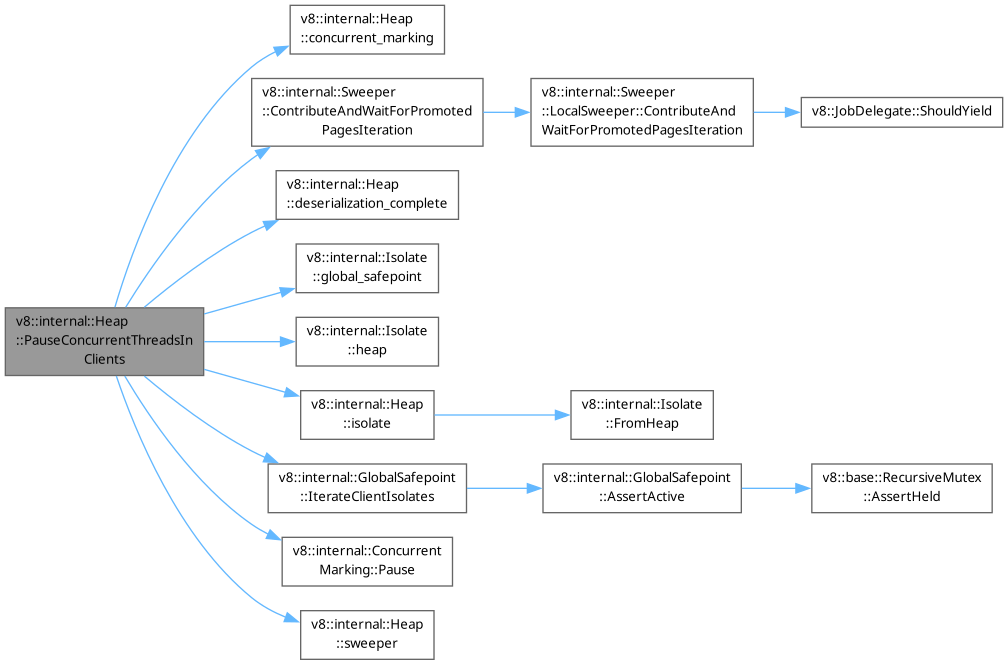 v8::internal::Heap
::concurrent_marking
v8::internal::Sweeper
::ContributeAndWaitForPromoted
PagesIteration
v8::internal::Sweeper
::LocalSweeper::ContributeAnd
WaitForPromotedPagesIteration
v8::JobDelegate::ShouldYield
v8::internal::Heap
::deserialization_complete
v8::internal::Isolate
::global_safepoint
v8::internal::Heap
::PauseConcurrentThreadsIn
Clients
v8::internal::Isolate
::heap
v8::internal::Heap
::isolate
v8::internal::Isolate
::FromHeap
v8::internal::GlobalSafepoint
::IterateClientIsolates
v8::internal::GlobalSafepoint
::AssertActive
v8::base::RecursiveMutex
::AssertHeld
v8::internal::Concurrent
Marking::Pause
v8::internal::Heap
::sweeper